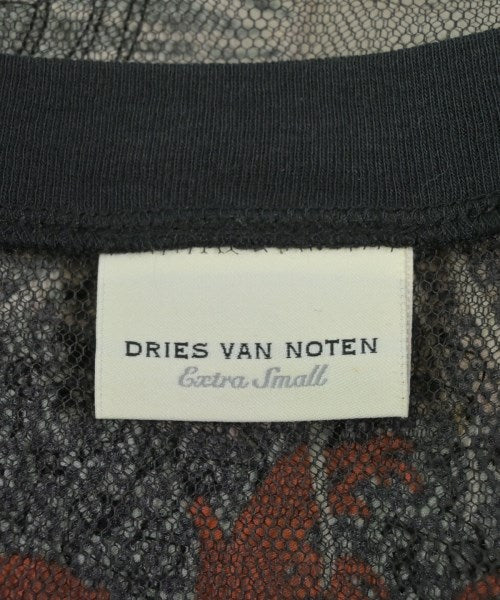 DRIES VAN NOTEN
Extra Small